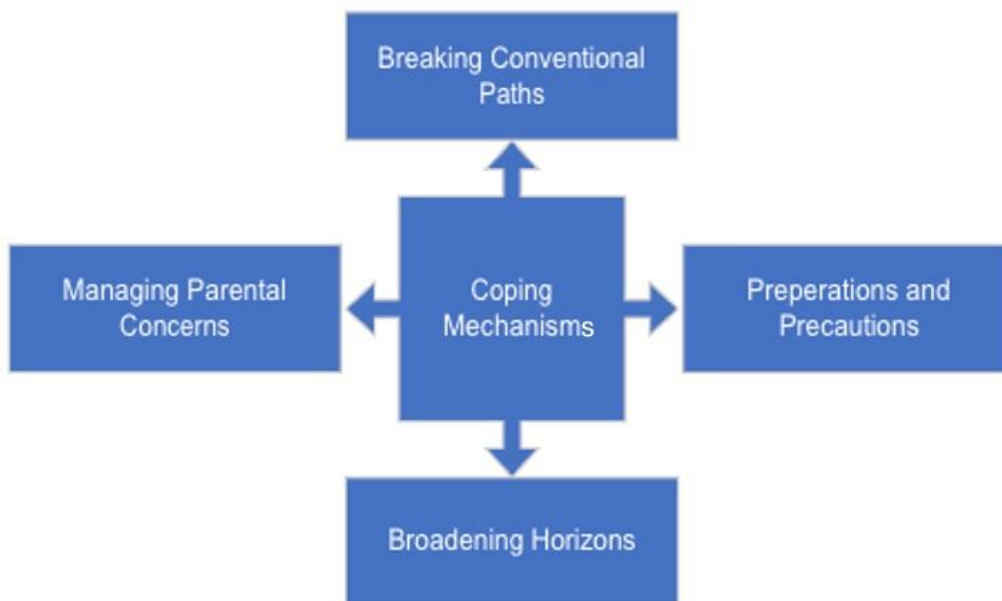 Breaking Conventional
Paths
Managing Parental
Concerns
Coping
Mechanisms
Preperations and
Precautions
Broadening Horizons